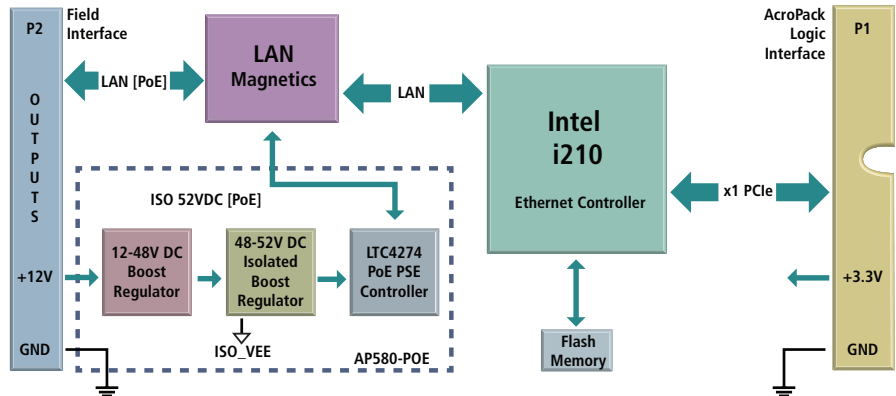 P2
Field
Interface
OUTPUTS
LAN [PoE]
LAN
Magnetics
LAN
Intel
i210
Ethernet Controller
x1 PCIe
AcroPack
Logic
Interface
P1
ISO 52VDC [PoE]
12-48V DC
Boost
Regulator
48-52V DC
Isolated
Boost
Regulator
LTC4274
PoE PSE
Controller
+12V
+3.3V
ISO_VEE
AP580-POE
Flash
Memory
GND
GND